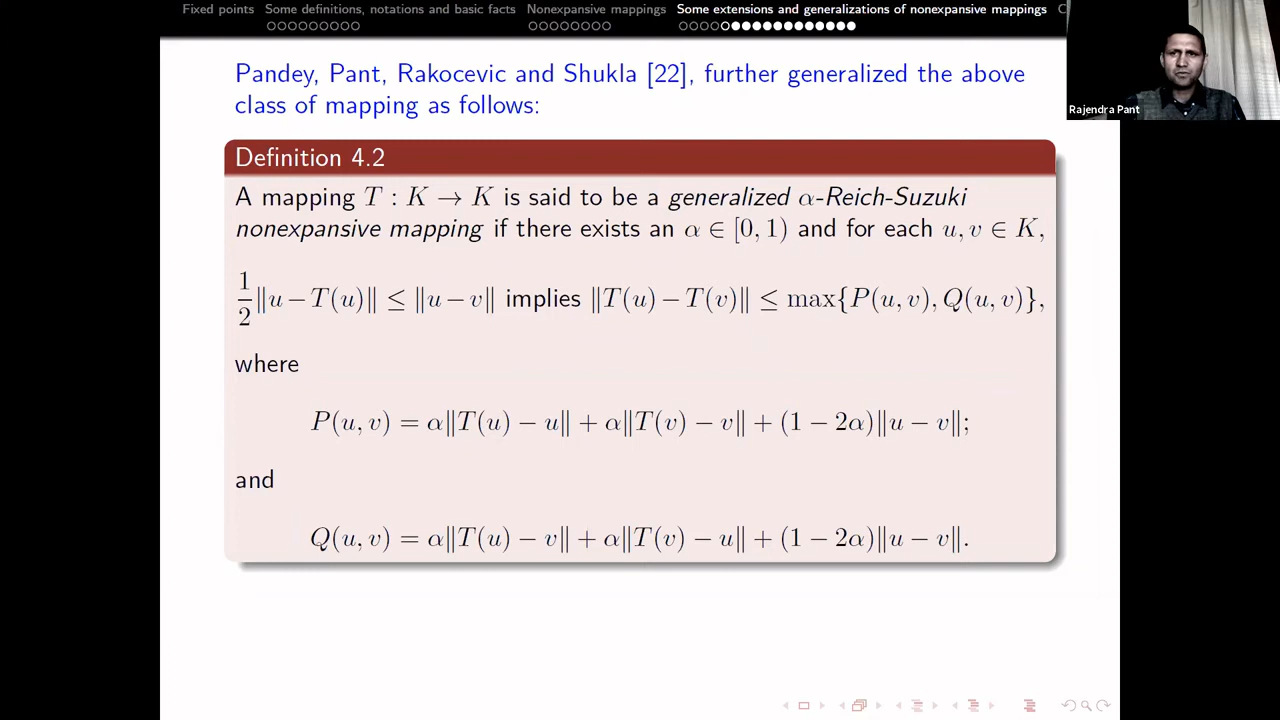 Fixed points Some definitions, notations and basic facts Nonexpansive mappings Some extensions and generalizations of nonexpansive mappings
Rajendra Pant
Pandey, Pant, Rakocevic and Shukla [22], further generalized the above
class of mapping as follows:
Definition 4.2
A mapping T : K → K is said to be a generalized α-Reich-Suzuki
nonexpansive mapping if there exists an α ∈ [0, 1) and for each u, v ∈ K,
1/2 ‖u − T(u)‖ ≤ ‖u − v‖ implies ‖T(u) − T(v)‖ ≤ max{P(u, v), Q(u, v)},
where
P(u, v) = α‖T(u) − u‖ + α‖T(v) − v‖ + (1 − 2α)‖u − v‖;
and
Q(u, v) = α‖T(u) − v‖ + α‖T(v) − u‖ + (1 − 2α)‖u − v‖.